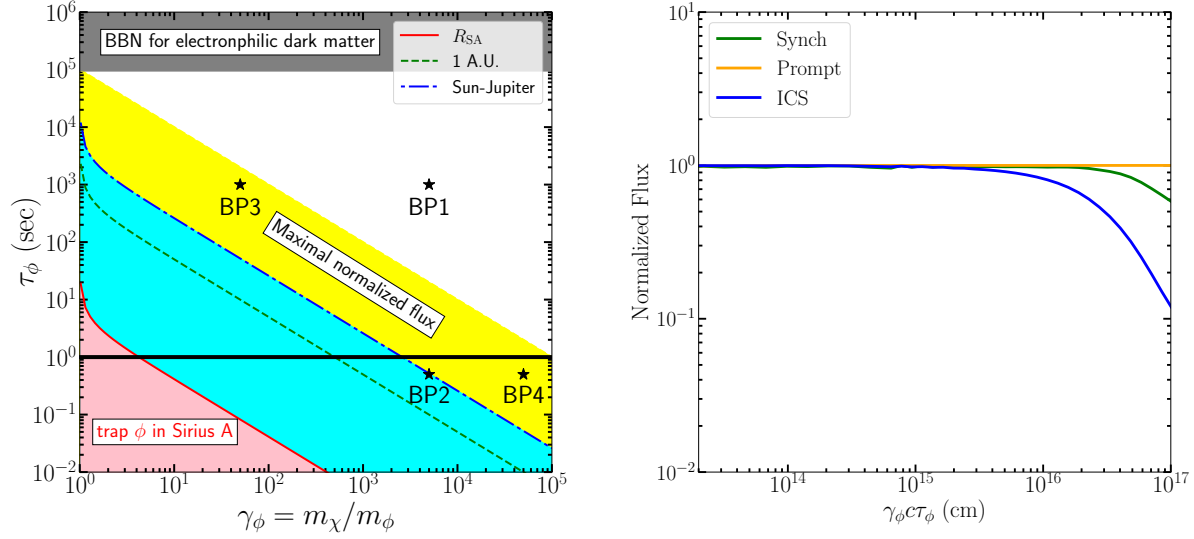 BBN for electronphilic dark matter
R_SA
1 A.U.
Sun-Jupiter
BP3
BP1
Maximal normalized flux
BP2
BP4
trap ϕ in Sirius A
10^6
10^5
10^4
10^3
10^2
10^1
10^0
10^−1
10^−2
τ_ϕ (sec)
10^0 10^1 10^2 10^3 10^4 10^5
γ_ϕ = m_χ/m_ϕ
Synch
Prompt
ICS
10^1
10^0
10^−1
10^−2
Normalized Flux
10^14 10^15 10^16 10^17
γ_ϕcτ_ϕ (cm)